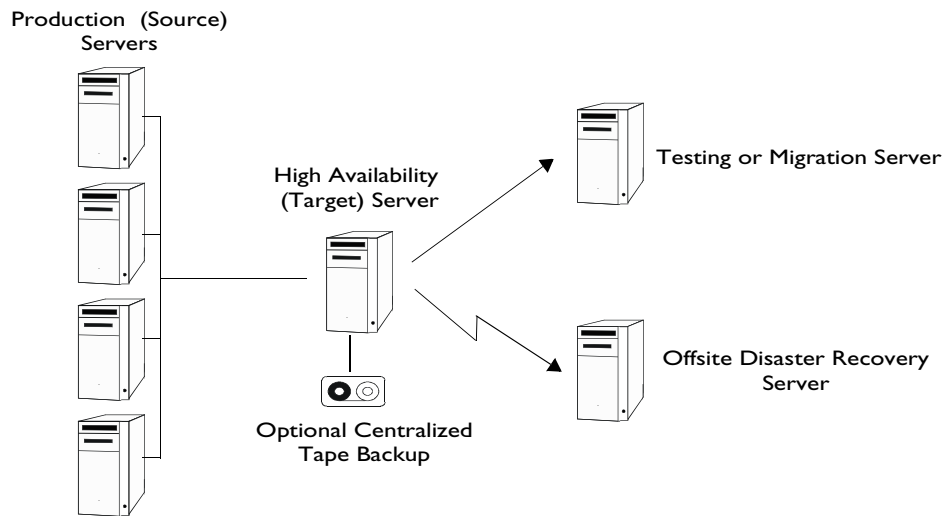 Production (Source)
Servers
High Availability
(Target) Server
Testing or Migration Server
Offsite Disaster Recovery
Server
Optional Centralized
Tape Backup